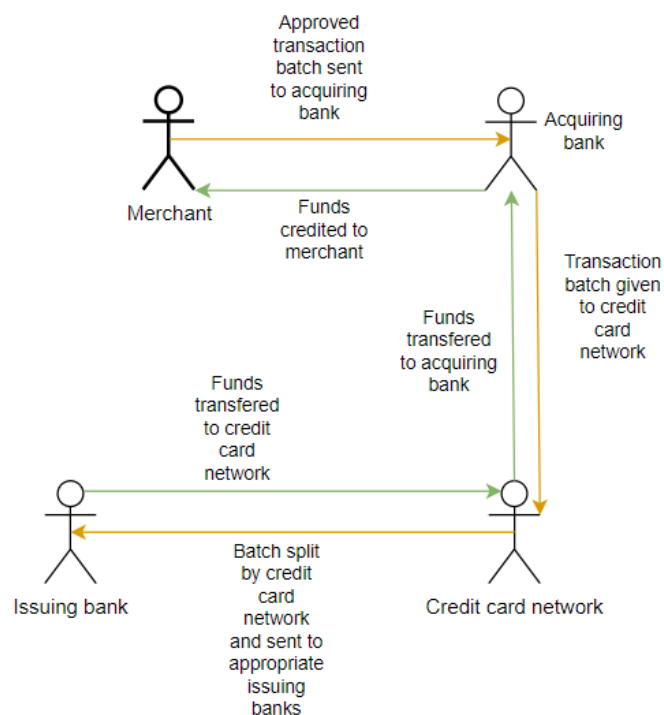 Approved
transaction
batch sent
to acquiring
bank
Acquiring
bank
Merchant
Funds
credited to
merchant
Transaction
batch given
to credit
card
network
Funds
transfered
to acquiring
bank
Funds
transfered
to credit
card
network
Issuing bank
Batch split
by credit
card
network
and sent to
appropriate
issuing
banks
Credit card network